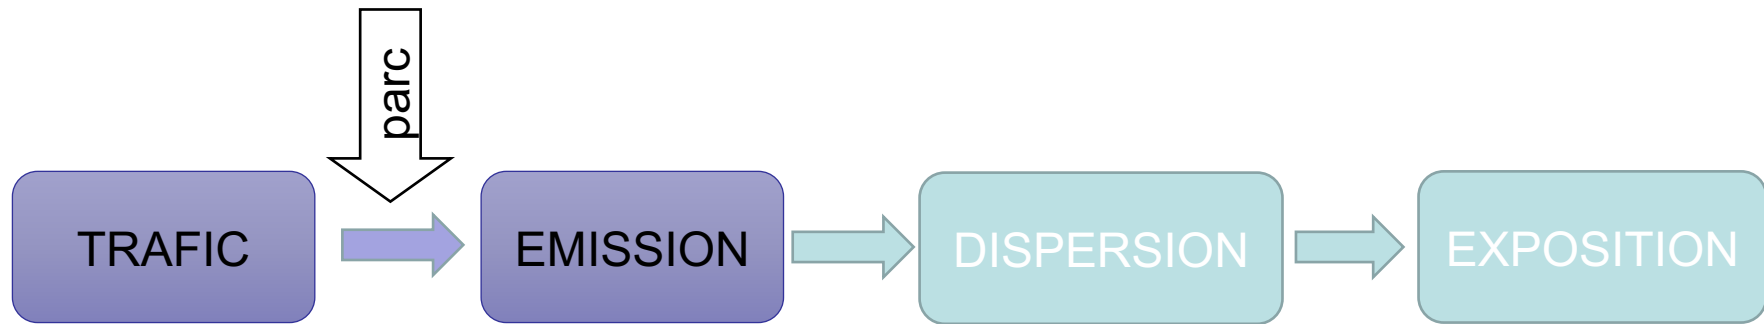 parc
TRAFIC
EMISSION
DISPERSION
EXPOSITION